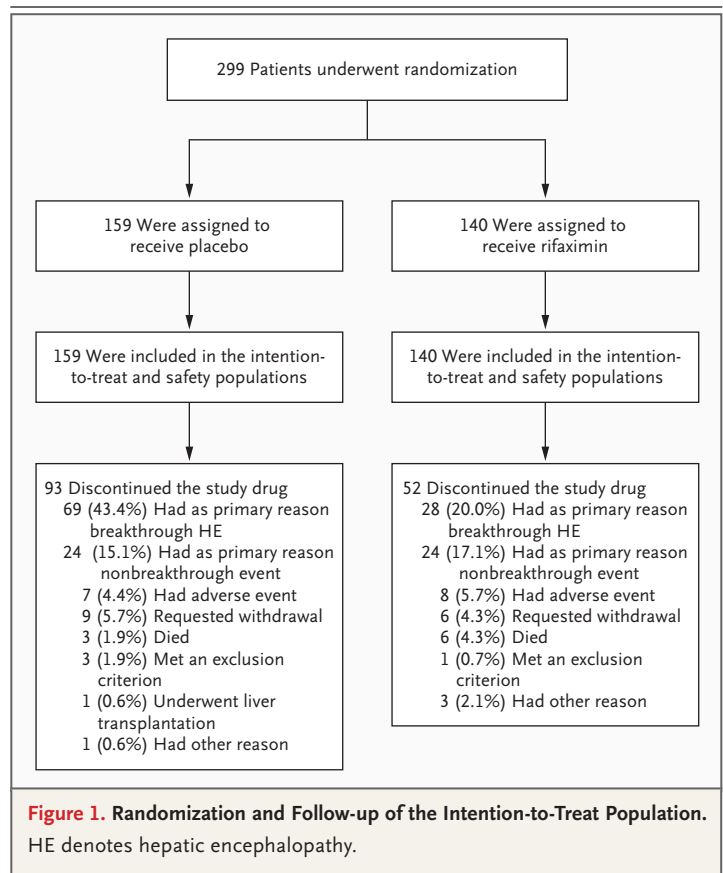 299 Patients underwent randomization
159 Were assigned to
receive placebo
140 Were assigned to
receive rifaximin
159 Were included in the intention-
to-treat and safety populations
140 Were included in the intention-
to-treat and safety populations
93 Discontinued the study drug
69 (43.4%) Had as primary reason
breakthrough HE
24 (15.1%) Had as primary reason
nonbreakthrough event
7 (4.4%) Had adverse event
9 (5.7%) Requested withdrawal
3 (1.9%) Died
3 (1.9%) Met an exclusion
criterion
1 (0.6%) Underwent liver
transplantation
1 (0.6%) Had other reason
52 Discontinued the study drug
28 (20.0%) Had as primary reason
breakthrough HE
24 (17.1%) Had as primary reason
nonbreakthrough event
8 (5.7%) Had adverse event
6 (4.3%) Requested withdrawal
6 (4.3%) Died
1 (0.7%) Met an exclusion
criterion
3 (2.1%) Had other reason
Figure 1. Randomization and Follow-up of the Intention-to-Treat Population.
HE denotes hepatic encephalopathy.